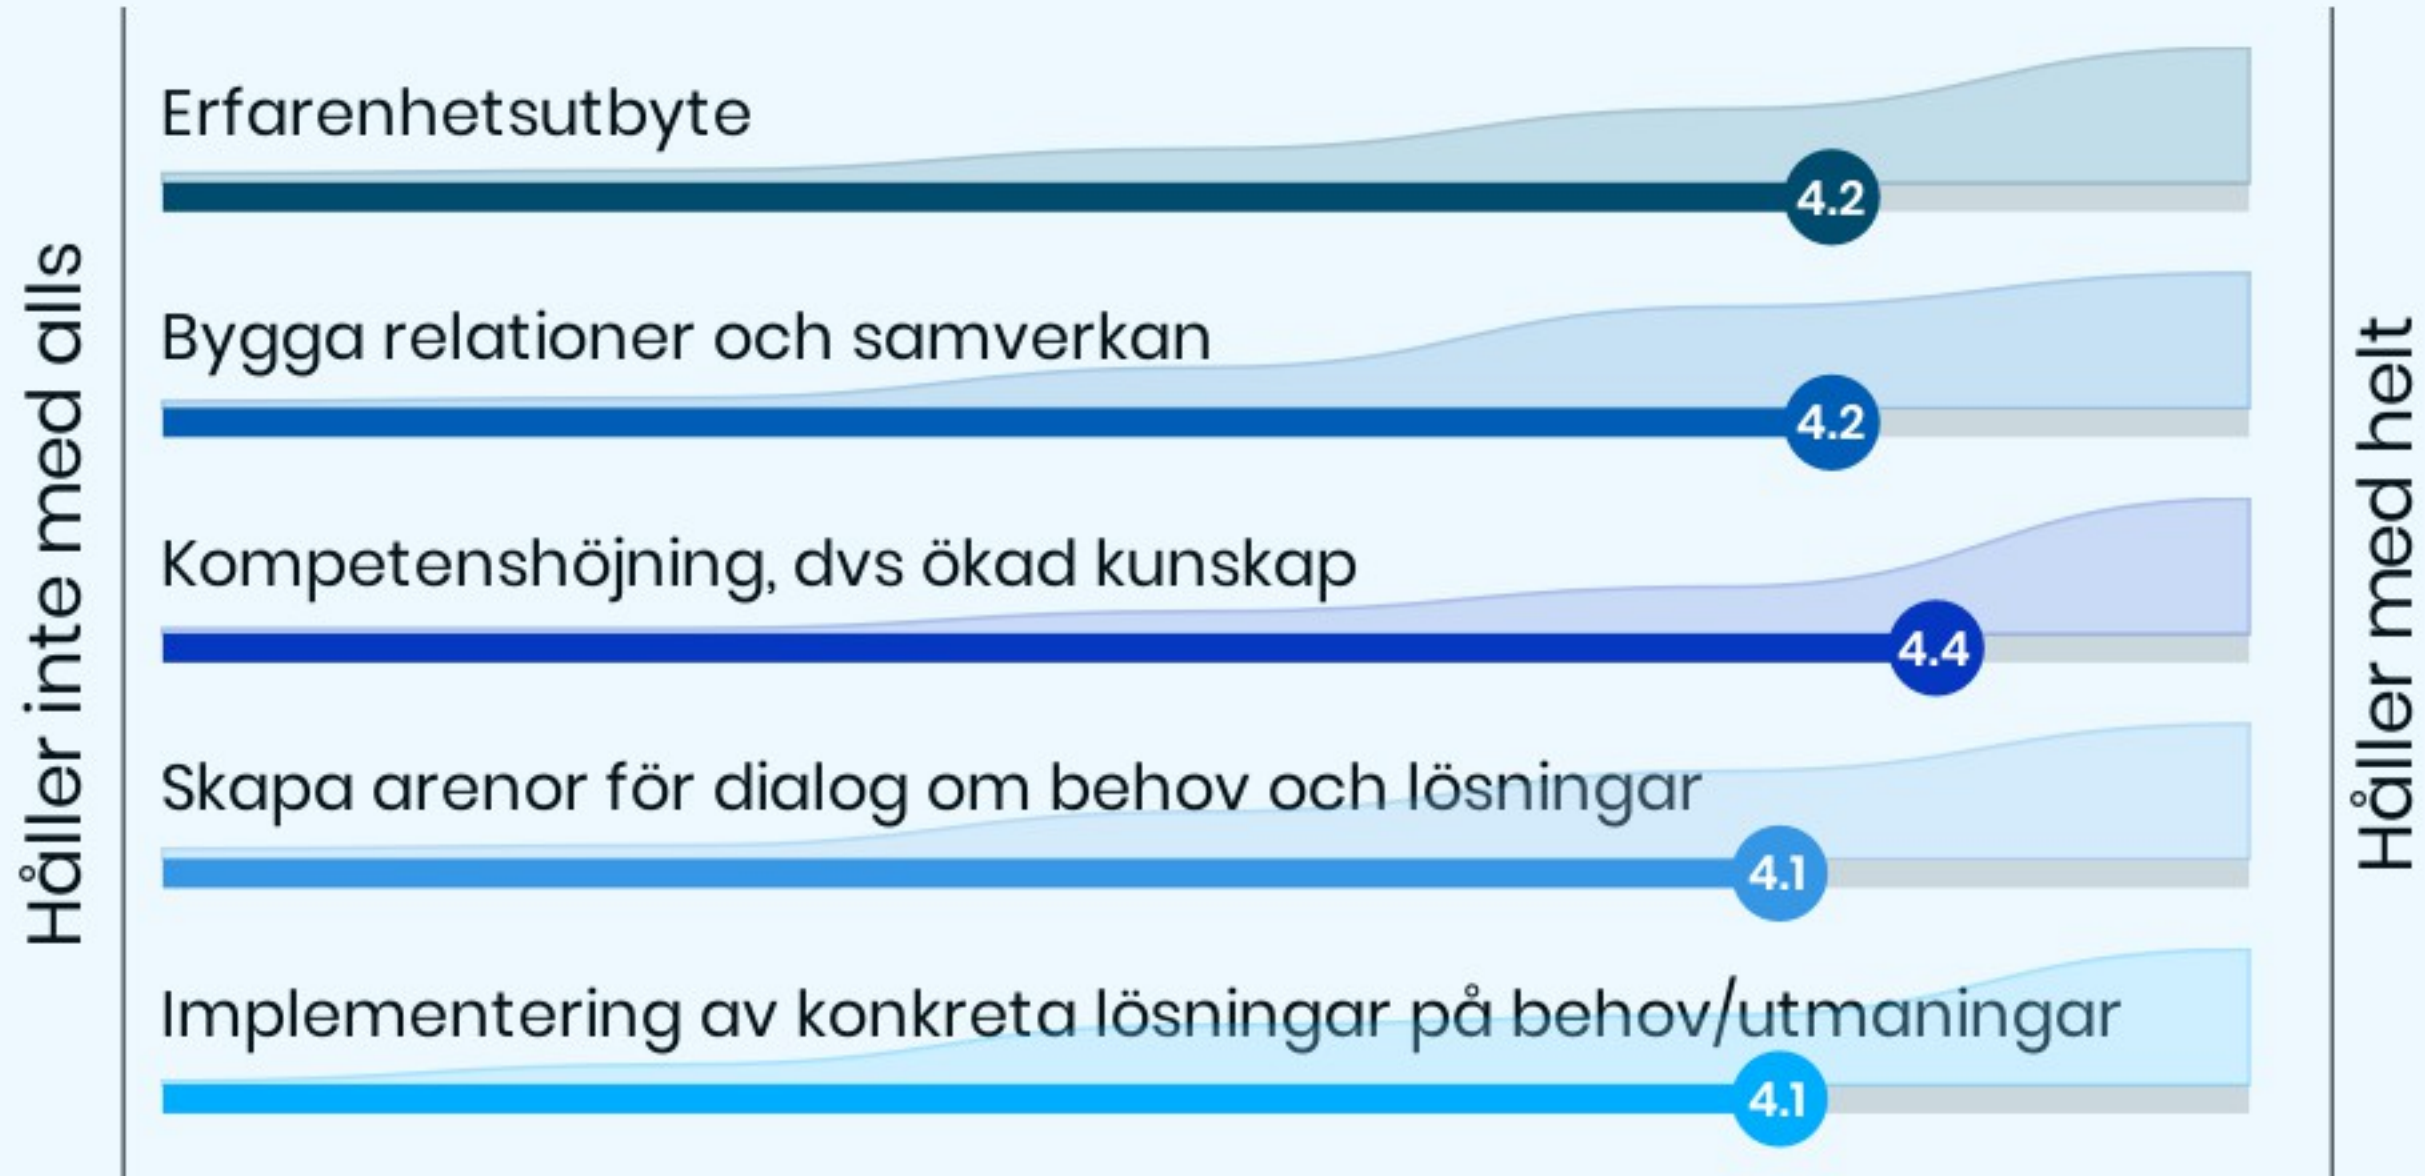 Håller inte med alls
Erfarenhetsutbyte
4.2
Bygga relationer och samverkan
4.2
Kompetenshöjning, dvs ökad kunskap
4.4
Skapa arenor för dialog om behov och lösningar
4.1
Implementering av konkreta lösningar på behov/utmaningar
4.1
Håller med helt